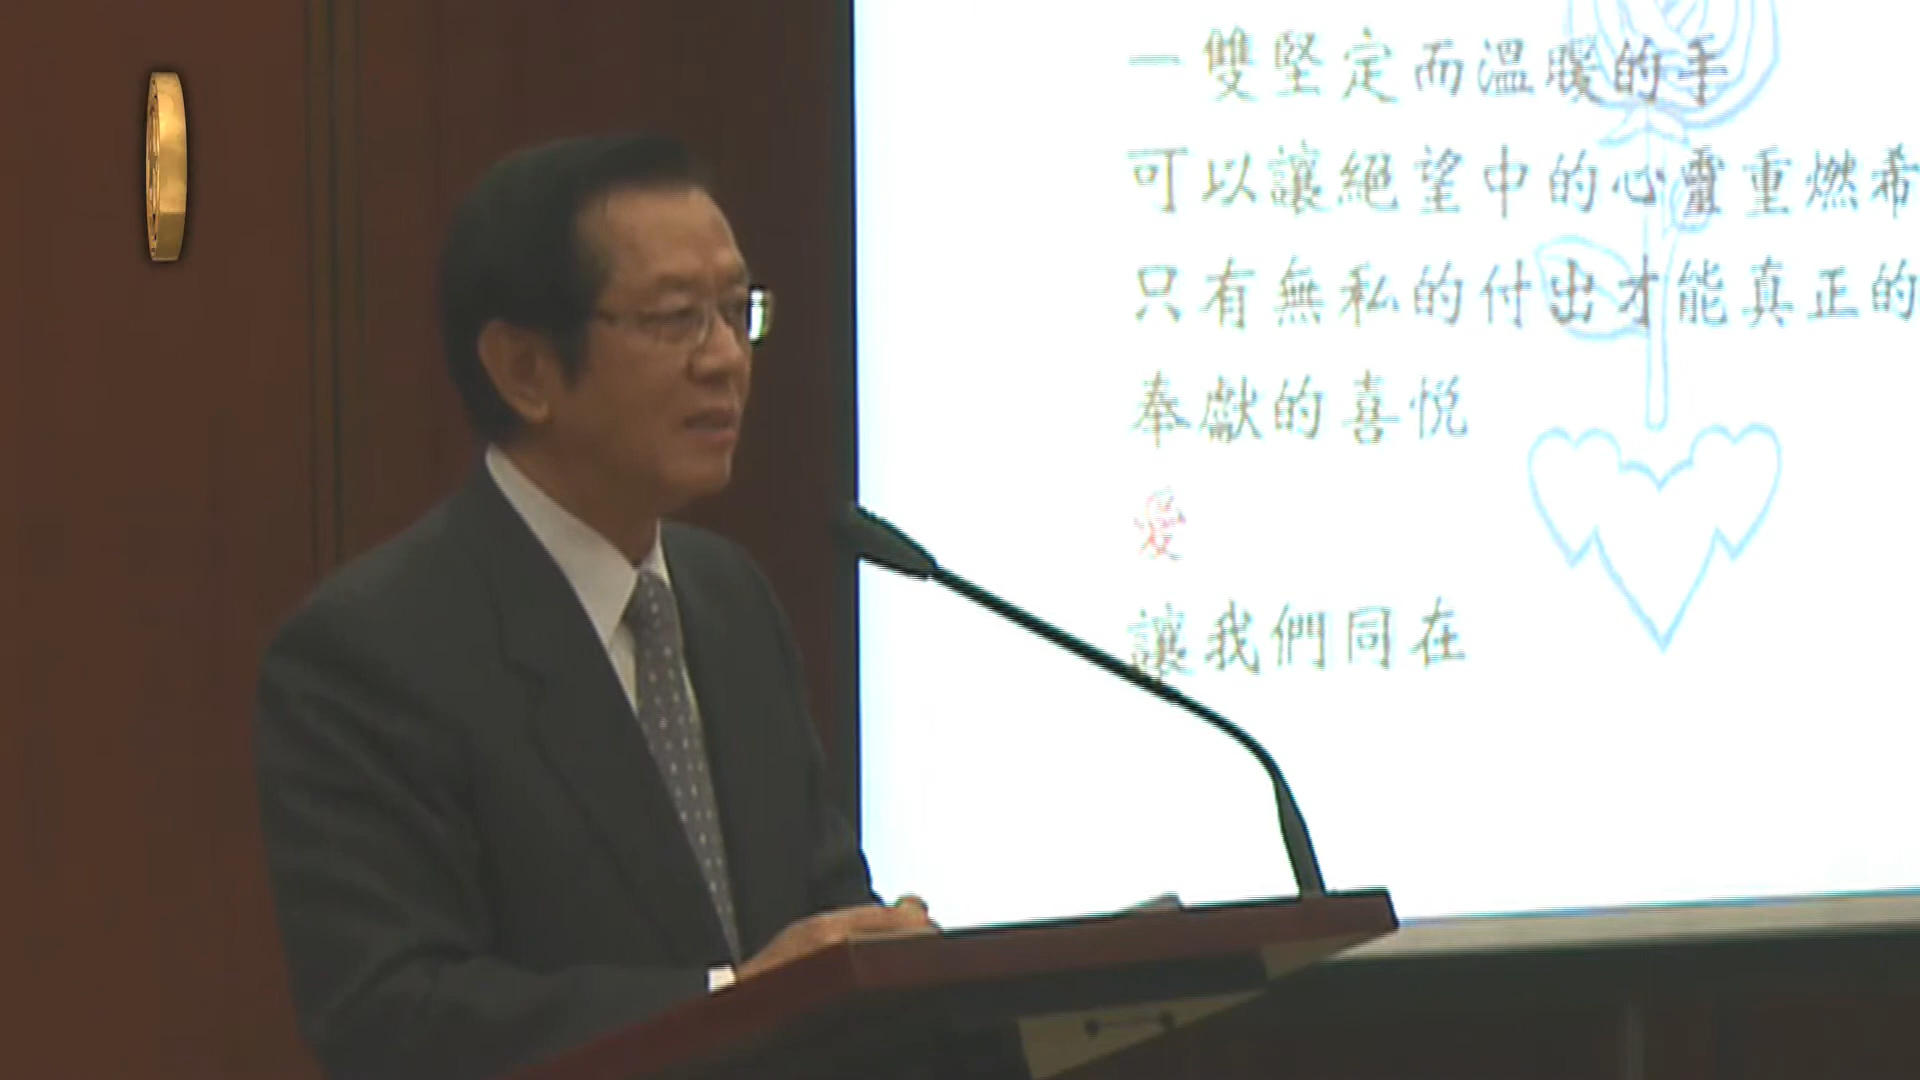 一雙堅定而溫暖的手
可以讓絕望中的心靈重燃希
只有無私的付出才能真正的
奉獻的喜悅
愛
讓我們同在